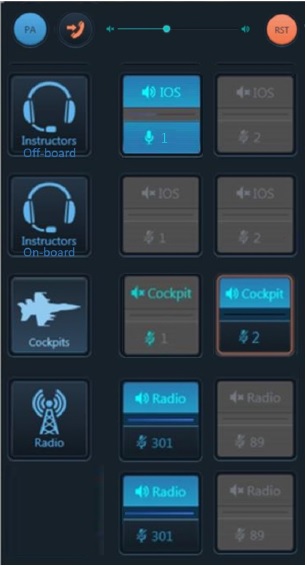 PA
RST
Instructors
Off-board
IOS
1
IOS
2
Instructors
On-board
IOS
1
IOS
2
Cockpits
Cockpit
1
Cockpit
2
Radio
Radio
301
Radio
89
Radio
301
Radio
89